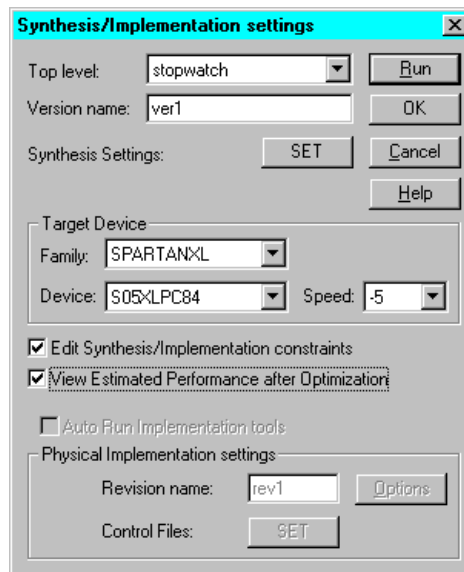 Synthesis/Implementation settings
Top level: stopwatch Run
Version name: ver1 OK
Synthesis Settings: SET Cancel
Help
Target Device
Family: SPARTANXL
Device: S05XLPC84 Speed: -5
Edit Synthesis/Implementation constraints
View Estimated Performance after Optimization
Auto Run Implementation tools
Physical Implementation settings
Revision name: rev1 Options
Control Files: SET